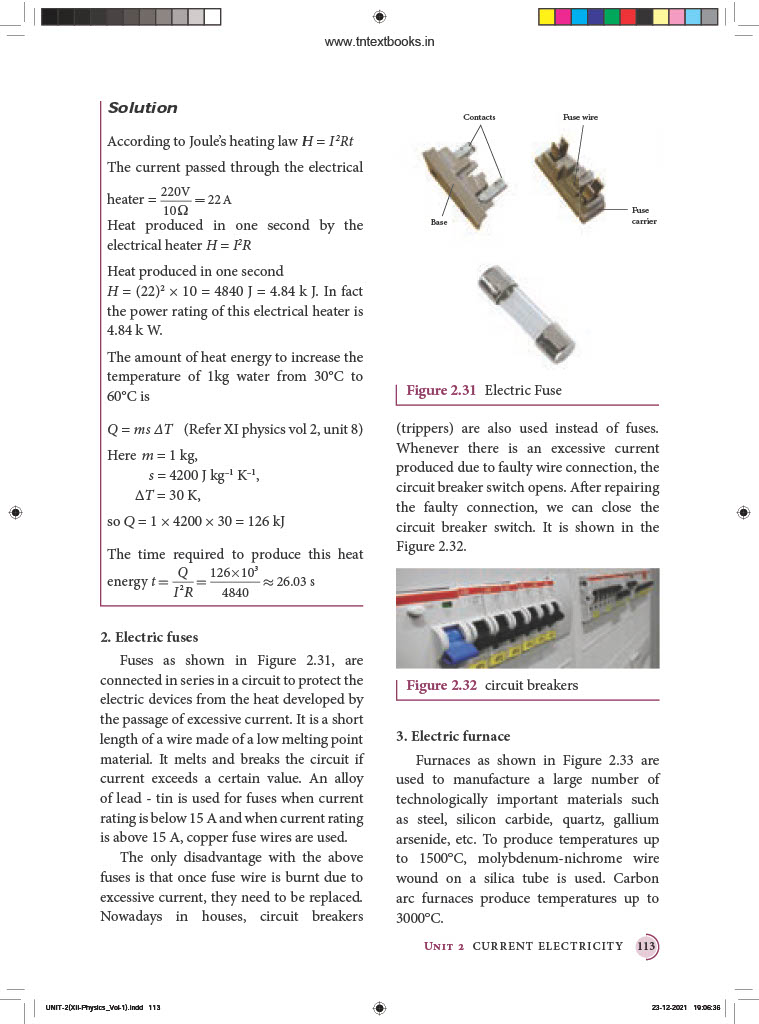 www.tntextbooks.in
Solution
According to Joule's heating law H = I²Rt
The current passed through the electrical
heater = 220V/10Ω = 22 A
Heat produced in one second by the
electrical heater H = I²R
Heat produced in one second
H = (22)² × 10 = 4840 J = 4.84 k J. In fact
the power rating of this electrical heater is
4.84 k W.
The amount of heat energy to increase the
temperature of 1kg water from 30°C to
60°C is
Q = ms ΔT (Refer XI physics vol 2, unit 8)
Here m = 1 kg,
s = 4200 J kg⁻¹ K⁻¹,
ΔT = 30 K,
so Q = 1 × 4200 × 30 = 126 kJ
The time required to produce this heat
energy t = Q/I²R = 126×10³/4840 ≈ 26.03 s
2. Electric fuses
Fuses as shown in Figure 2.31, are
connected in series in a circuit to protect the
electric devices from the heat developed by
the passage of excessive current. It is a short
length of a wire made of a low melting point
material. It melts and breaks the circuit if
current exceeds a certain value. An alloy
of lead - tin is used for fuses when current
rating is below 15 A and when current rating
is above 15 A, copper fuse wires are used.
The only disadvantage with the above
fuses is that once fuse wire is burnt due to
excessive current, they need to be replaced.
Nowadays in houses, circuit breakers
Contacts
Fuse wire
Base
Fuse
carrier
Figure 2.31 Electric Fuse
(trippers) are also used instead of fuses.
Whenever there is an excessive current
produced due to faulty wire connection, the
circuit breaker switch opens. After repairing
the faulty connection, we can close the
circuit breaker switch. It is shown in the
Figure 2.32.
Figure 2.32 circuit breakers
3. Electric furnace
Furnaces as shown in Figure 2.33 are
used to manufacture a large number of
technologically important materials such
as steel, silicon carbide, quartz, gallium
arsenide, etc. To produce temperatures up
to 1500°C, molybdenum-nichrome wire
wound on a silica tube is used. Carbon
arc furnaces produce temperatures up to
3000°C.
UNIT 2 CURRENT ELECTRICITY 113
UNIT-2(XII-Physics_Vol-1).indd 113
23-12-2021 19:06:36